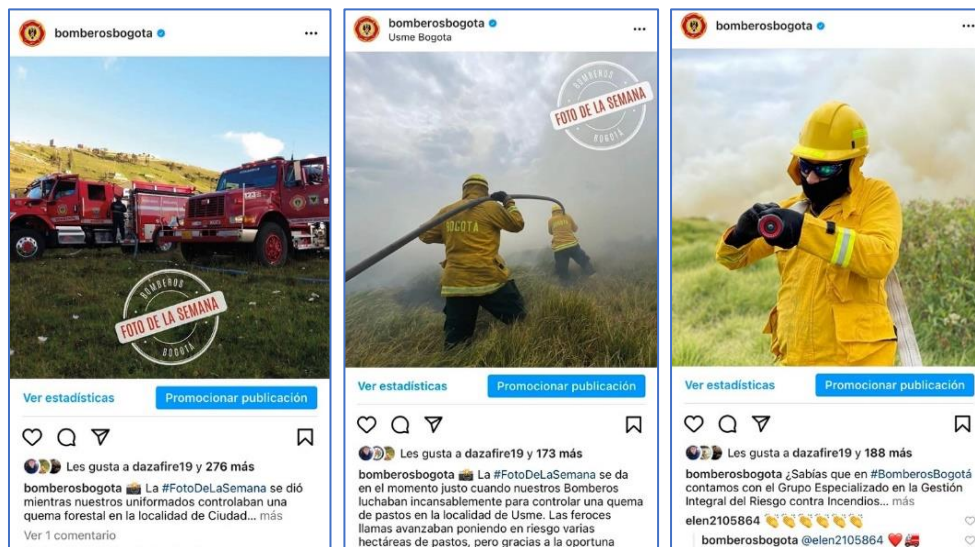 bomberosbogota
BOMBEROS
FOTO DE LA SEMANA
BOGOTA
Ver estadísticas
Promocionar publicación
Les gusta a dazafire19 y 276 más
bomberosbogota 📸 La #FotoDeLaSemana se dió
mientras nuestros uniformados controlaban una
quema forestal en la localidad de Ciudad... más
Ver 1 comentario
bomberosbogota
Usme Bogota
BOMBEROS
FOTO DE LA SEMANA
BOGOTA
BOGOTA
Ver estadísticas
Promocionar publicación
Les gusta a dazafire19 y 173 más
bomberosbogota 📸 La #FotoDeLaSemana se da
en el momento justo cuando nuestros Bomberos
luchaban incansablemente para controlar una quema
de pastos en la localidad de Usme. Las feroces
llamas avanzaban poniendo en riesgo varias
hectáreas de pastos, pero gracias a la oportuna
bomberosbogota
Ver estadísticas
Promocionar publicación
Les gusta a dazafire19 y 188 más
bomberosbogota ¿Sabías que en #BomberosBogotá
contamos con el Grupo Especializado en la Gestión
Integral del Riesgo contra Incendios... más
elen2105864 👏👏👏👏👏👏
bomberosbogota @elen2105864 ❤️🚒